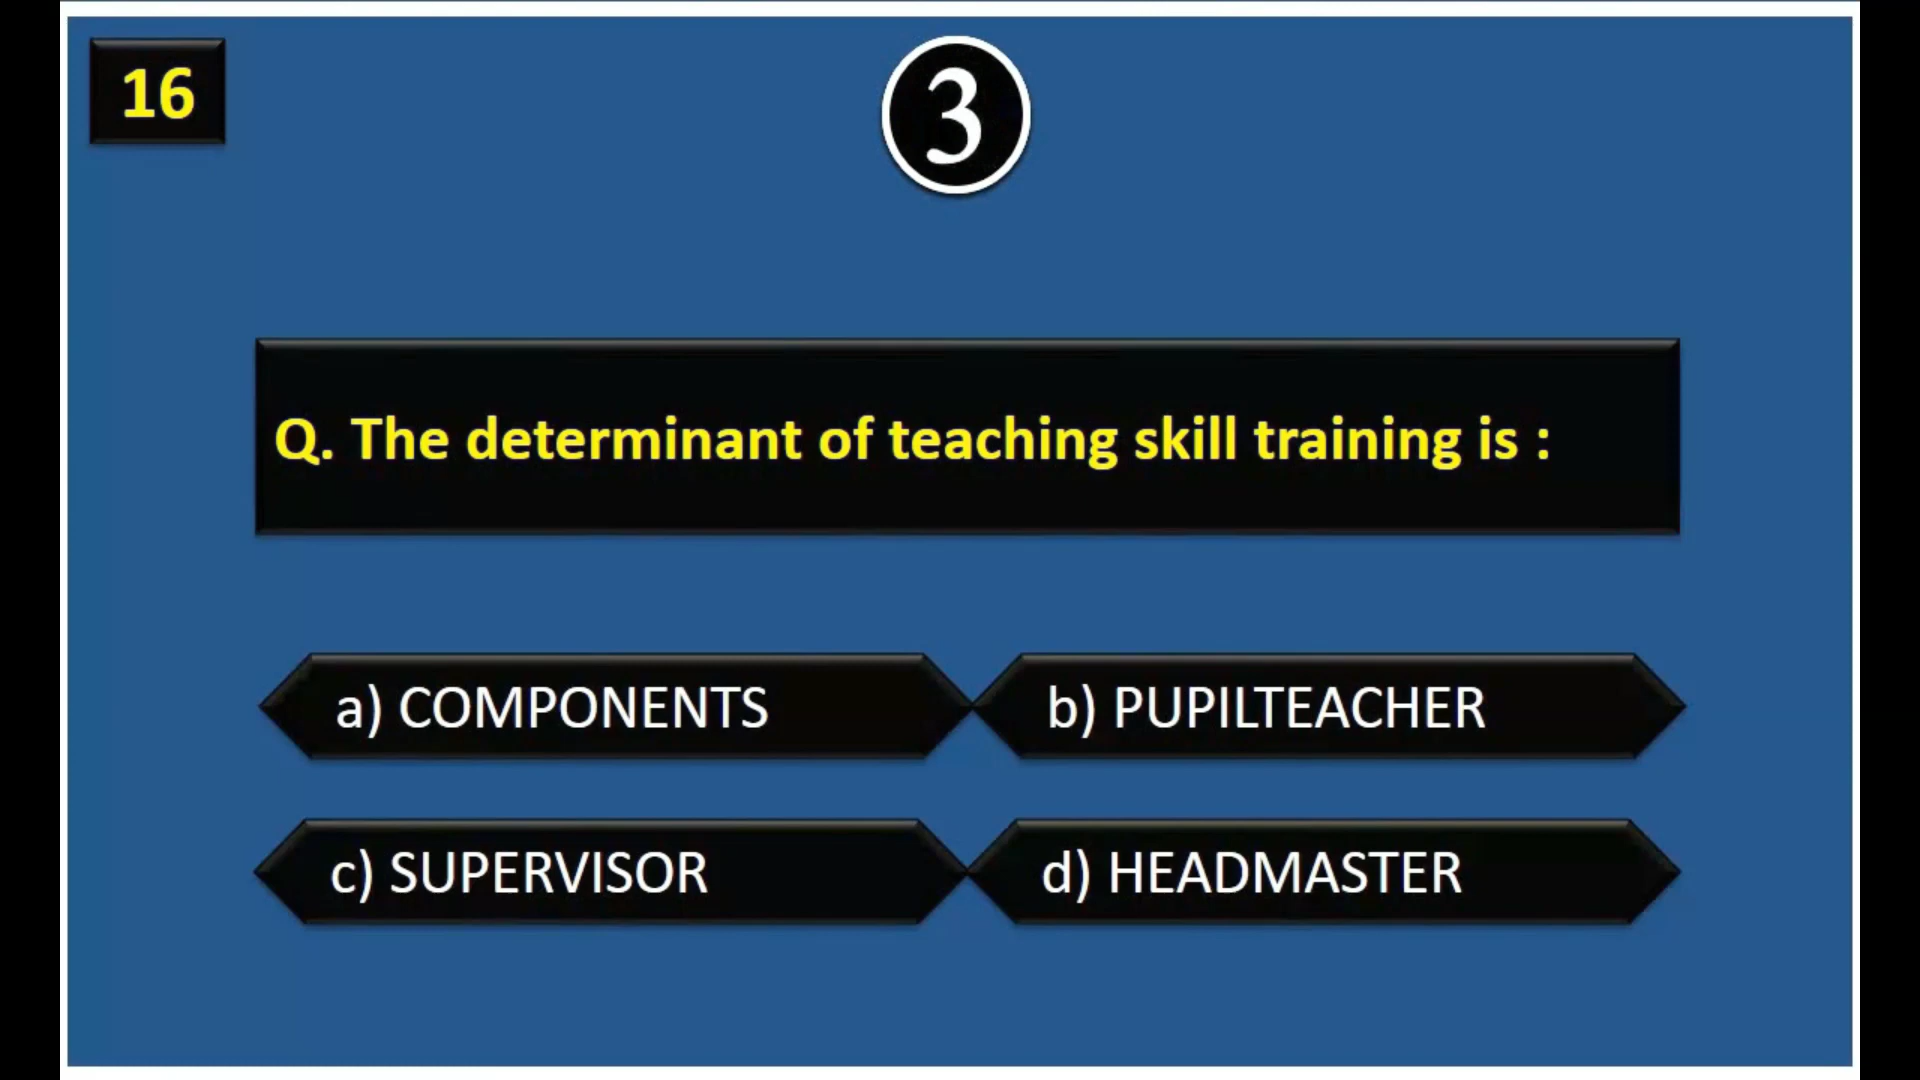 16
3
Q. The determinant of teaching skill training is :
a) COMPONENTS
b) PUPILTEACHER
c) SUPERVISOR
d) HEADMASTER